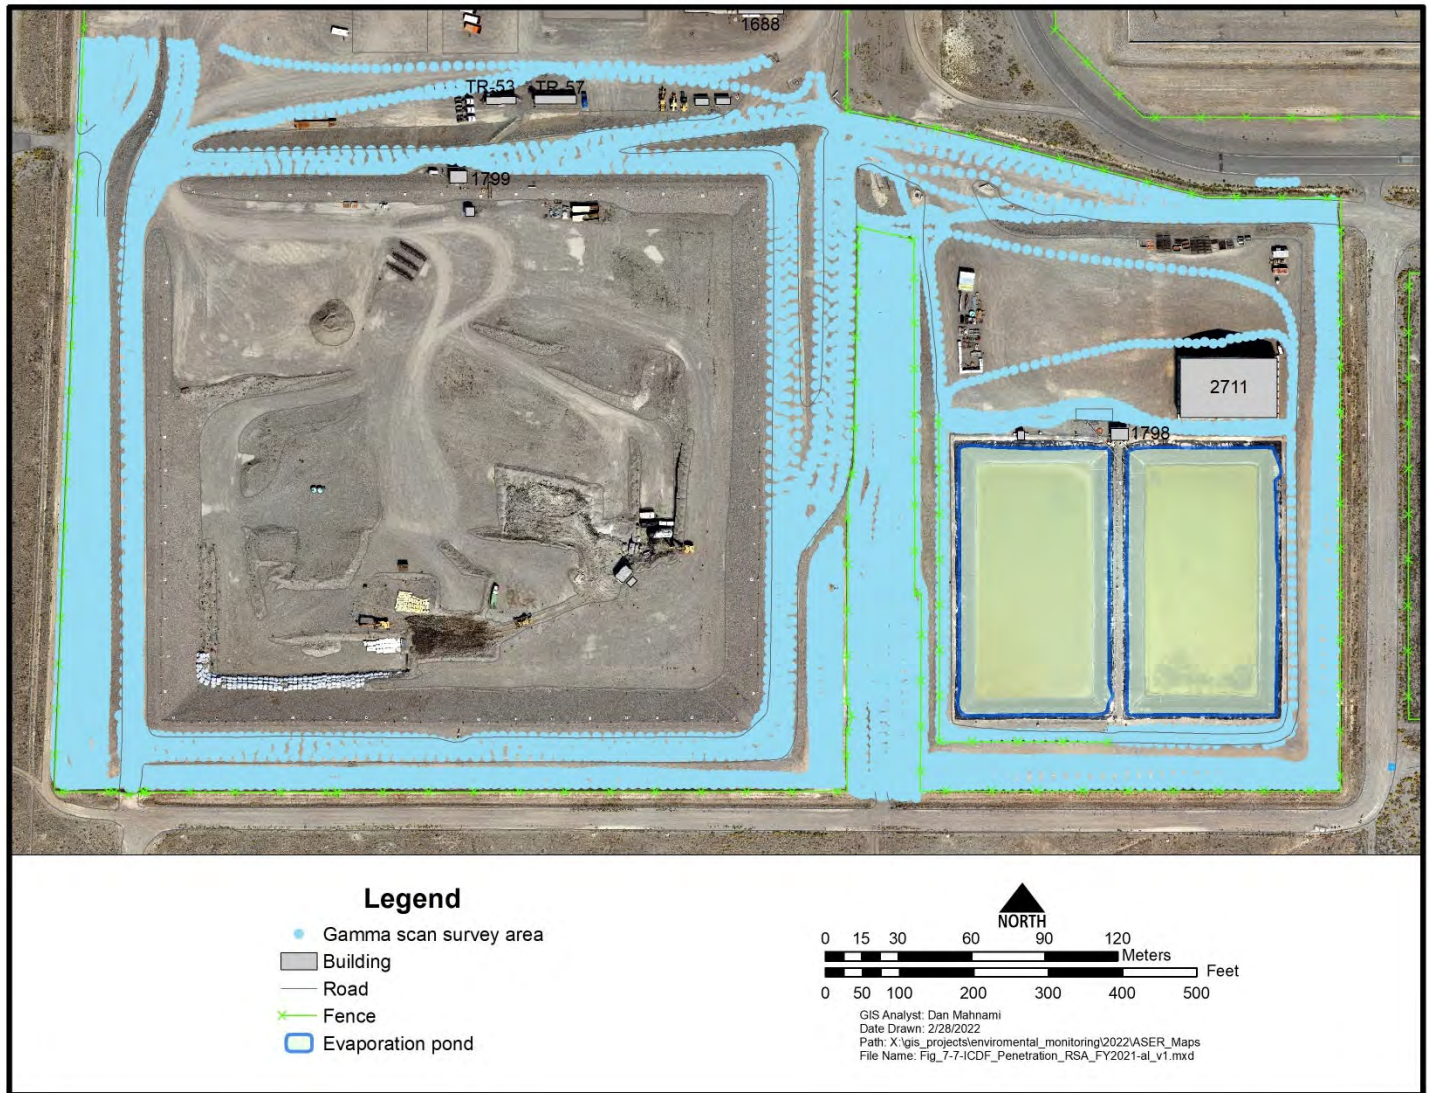 1688
TR-53 TR-57
1799
2711
1798
Legend
Gamma scan survey area
Building
Road
Fence
Evaporation pond
NORTH
0 15 30 60 90 120
Meters
Feet
0 50 100 200 300 400 500
GIS Analyst: Dan Mahnami
Date Drawn: 2/28/2022
Path: X:\gis_projects\enviromental_monitoring\2022\ASER_Maps
File Name: Fig_7-7-ICDF_Penetration_RSA_FY2021-al_v1.mxd